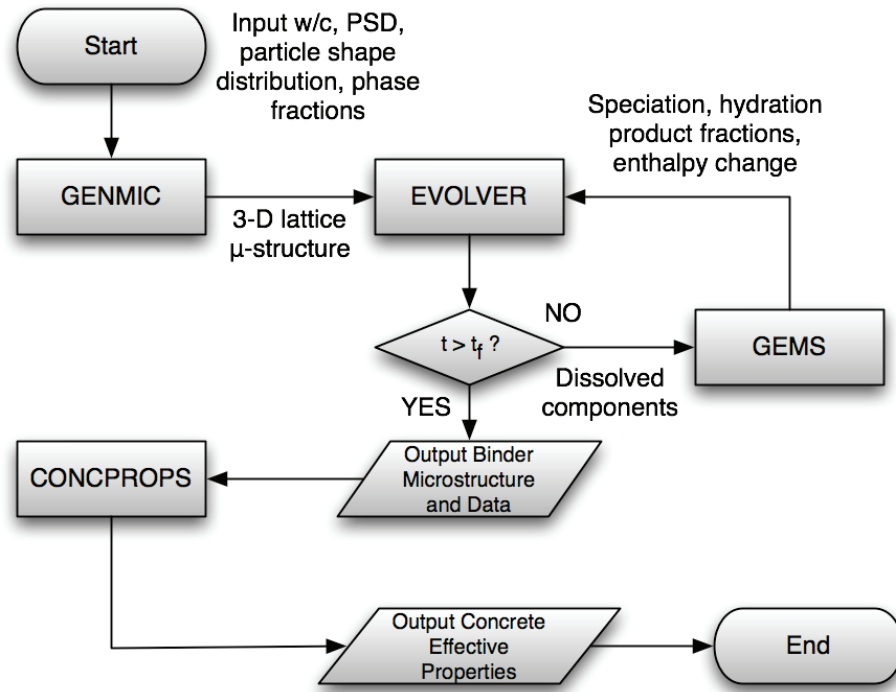 Start
Input w/c, PSD,
particle shape
distribution, phase
fractions
Speciation, hydration
product fractions,
enthalpy change
GENMIC
3-D lattice
μ-structure
EVOLVER
t > tf ?
NO
Dissolved
components
GEMS
YES
Output Binder
Microstructure
and Data
CONCPROPS
Output Concrete
Effective
Properties
End